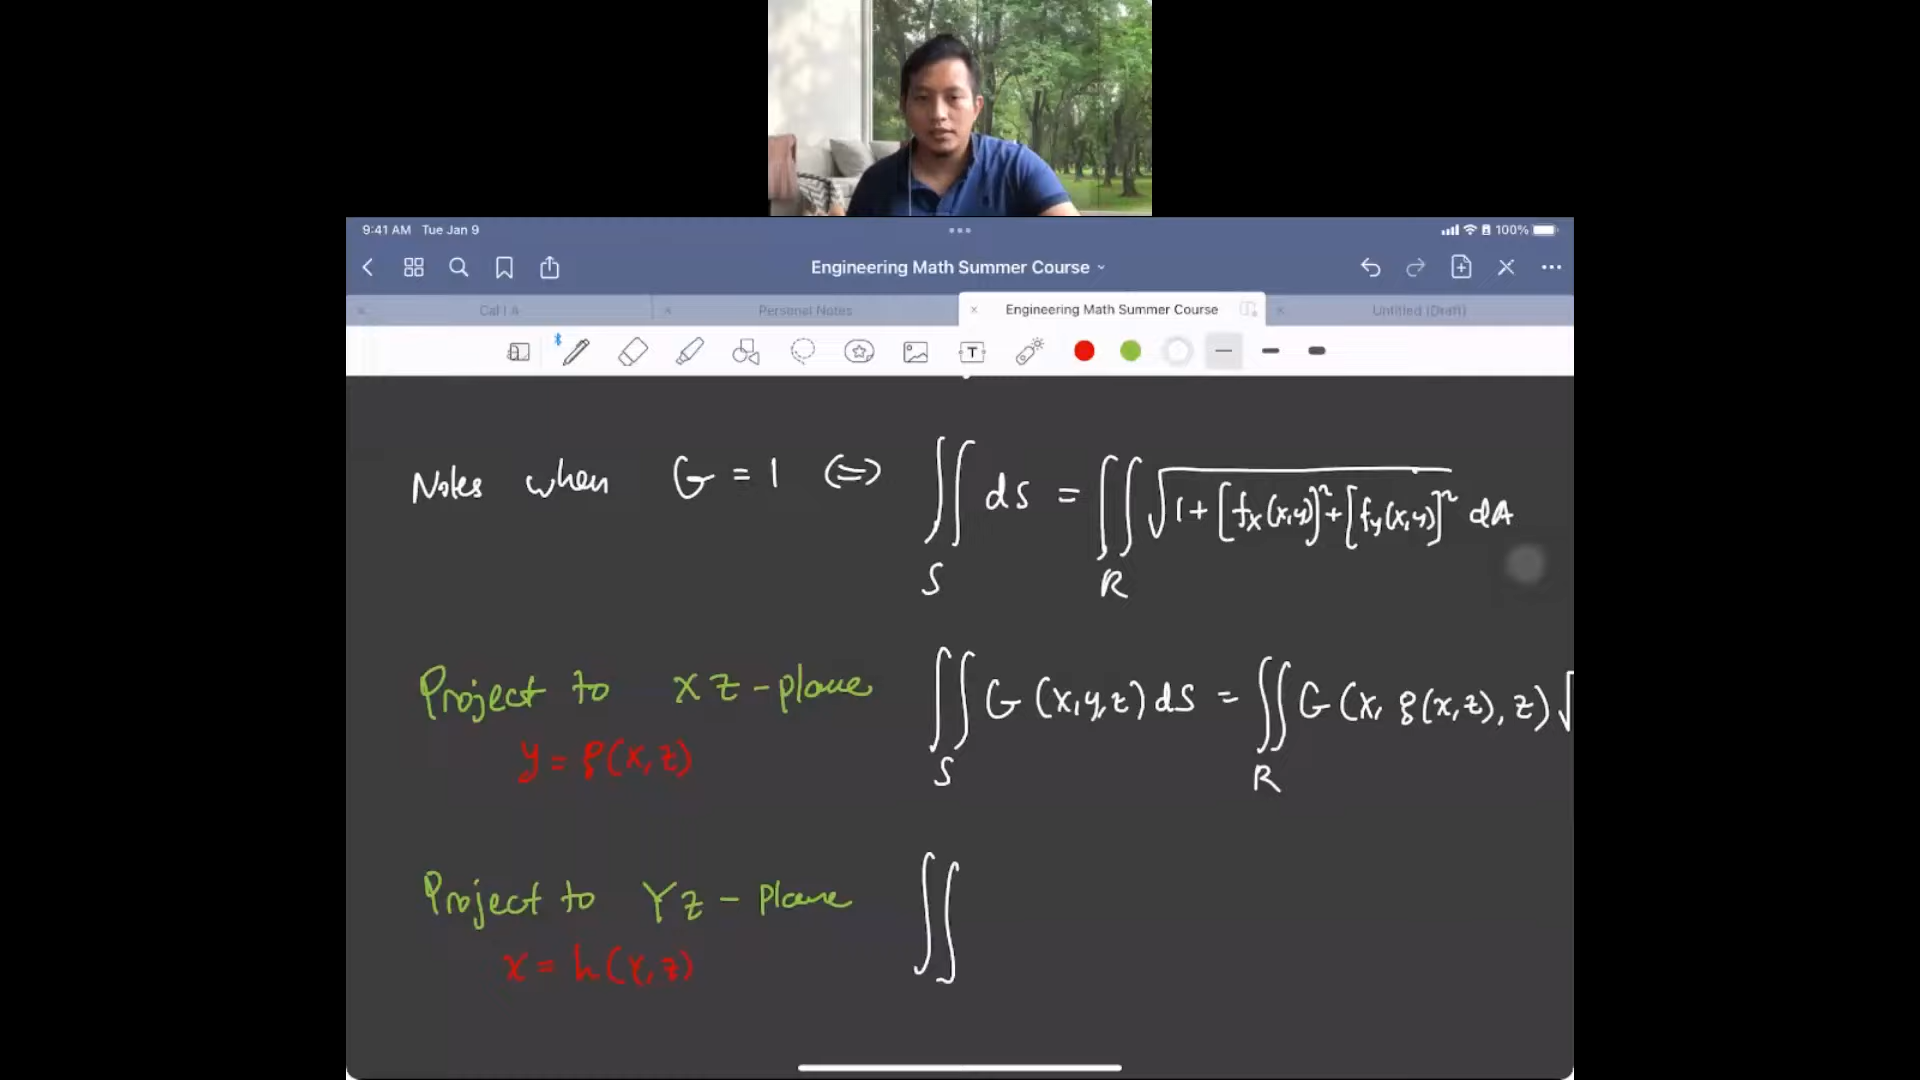 9:41 AM Tue Jan 9
100%
Engineering Math Summer Course
Cal I A
Personal Notes
Engineering Math Summer Course
Untitled (Draft)
T
Notes when G = 1 ⇔ ∬ ds = ∬ √1 + [fx(x,y)]² + [fy(x,y)]² dA
S R
Project to XZ-plane ∬ G (x,y,z) ds = ∬ G (x, g(x,z), z) √
y = g(x,z) S R
Project to YZ-plane ∬
x = h(y,z)